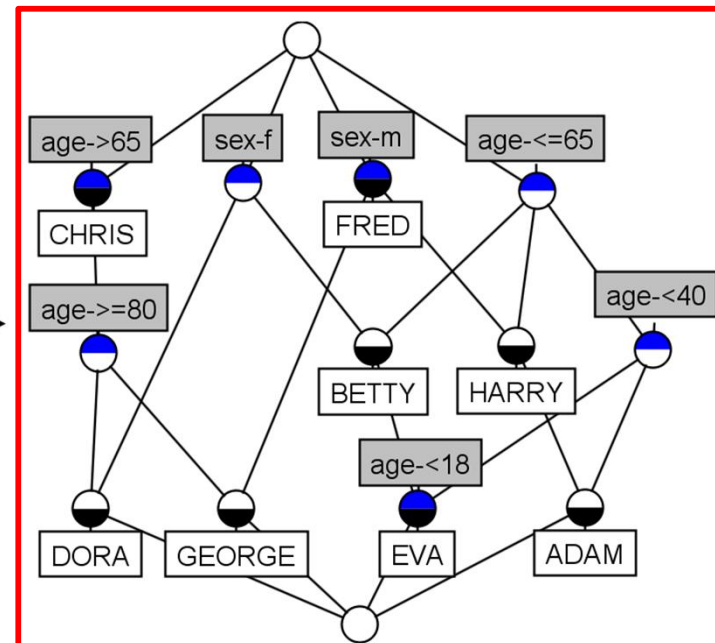 age->65
sex-f
sex-m
age-<=65
CHRIS
FRED
age->=80
age-<40
BETTY
HARRY
age-<18
DORA
GEORGE
EVA
ADAM